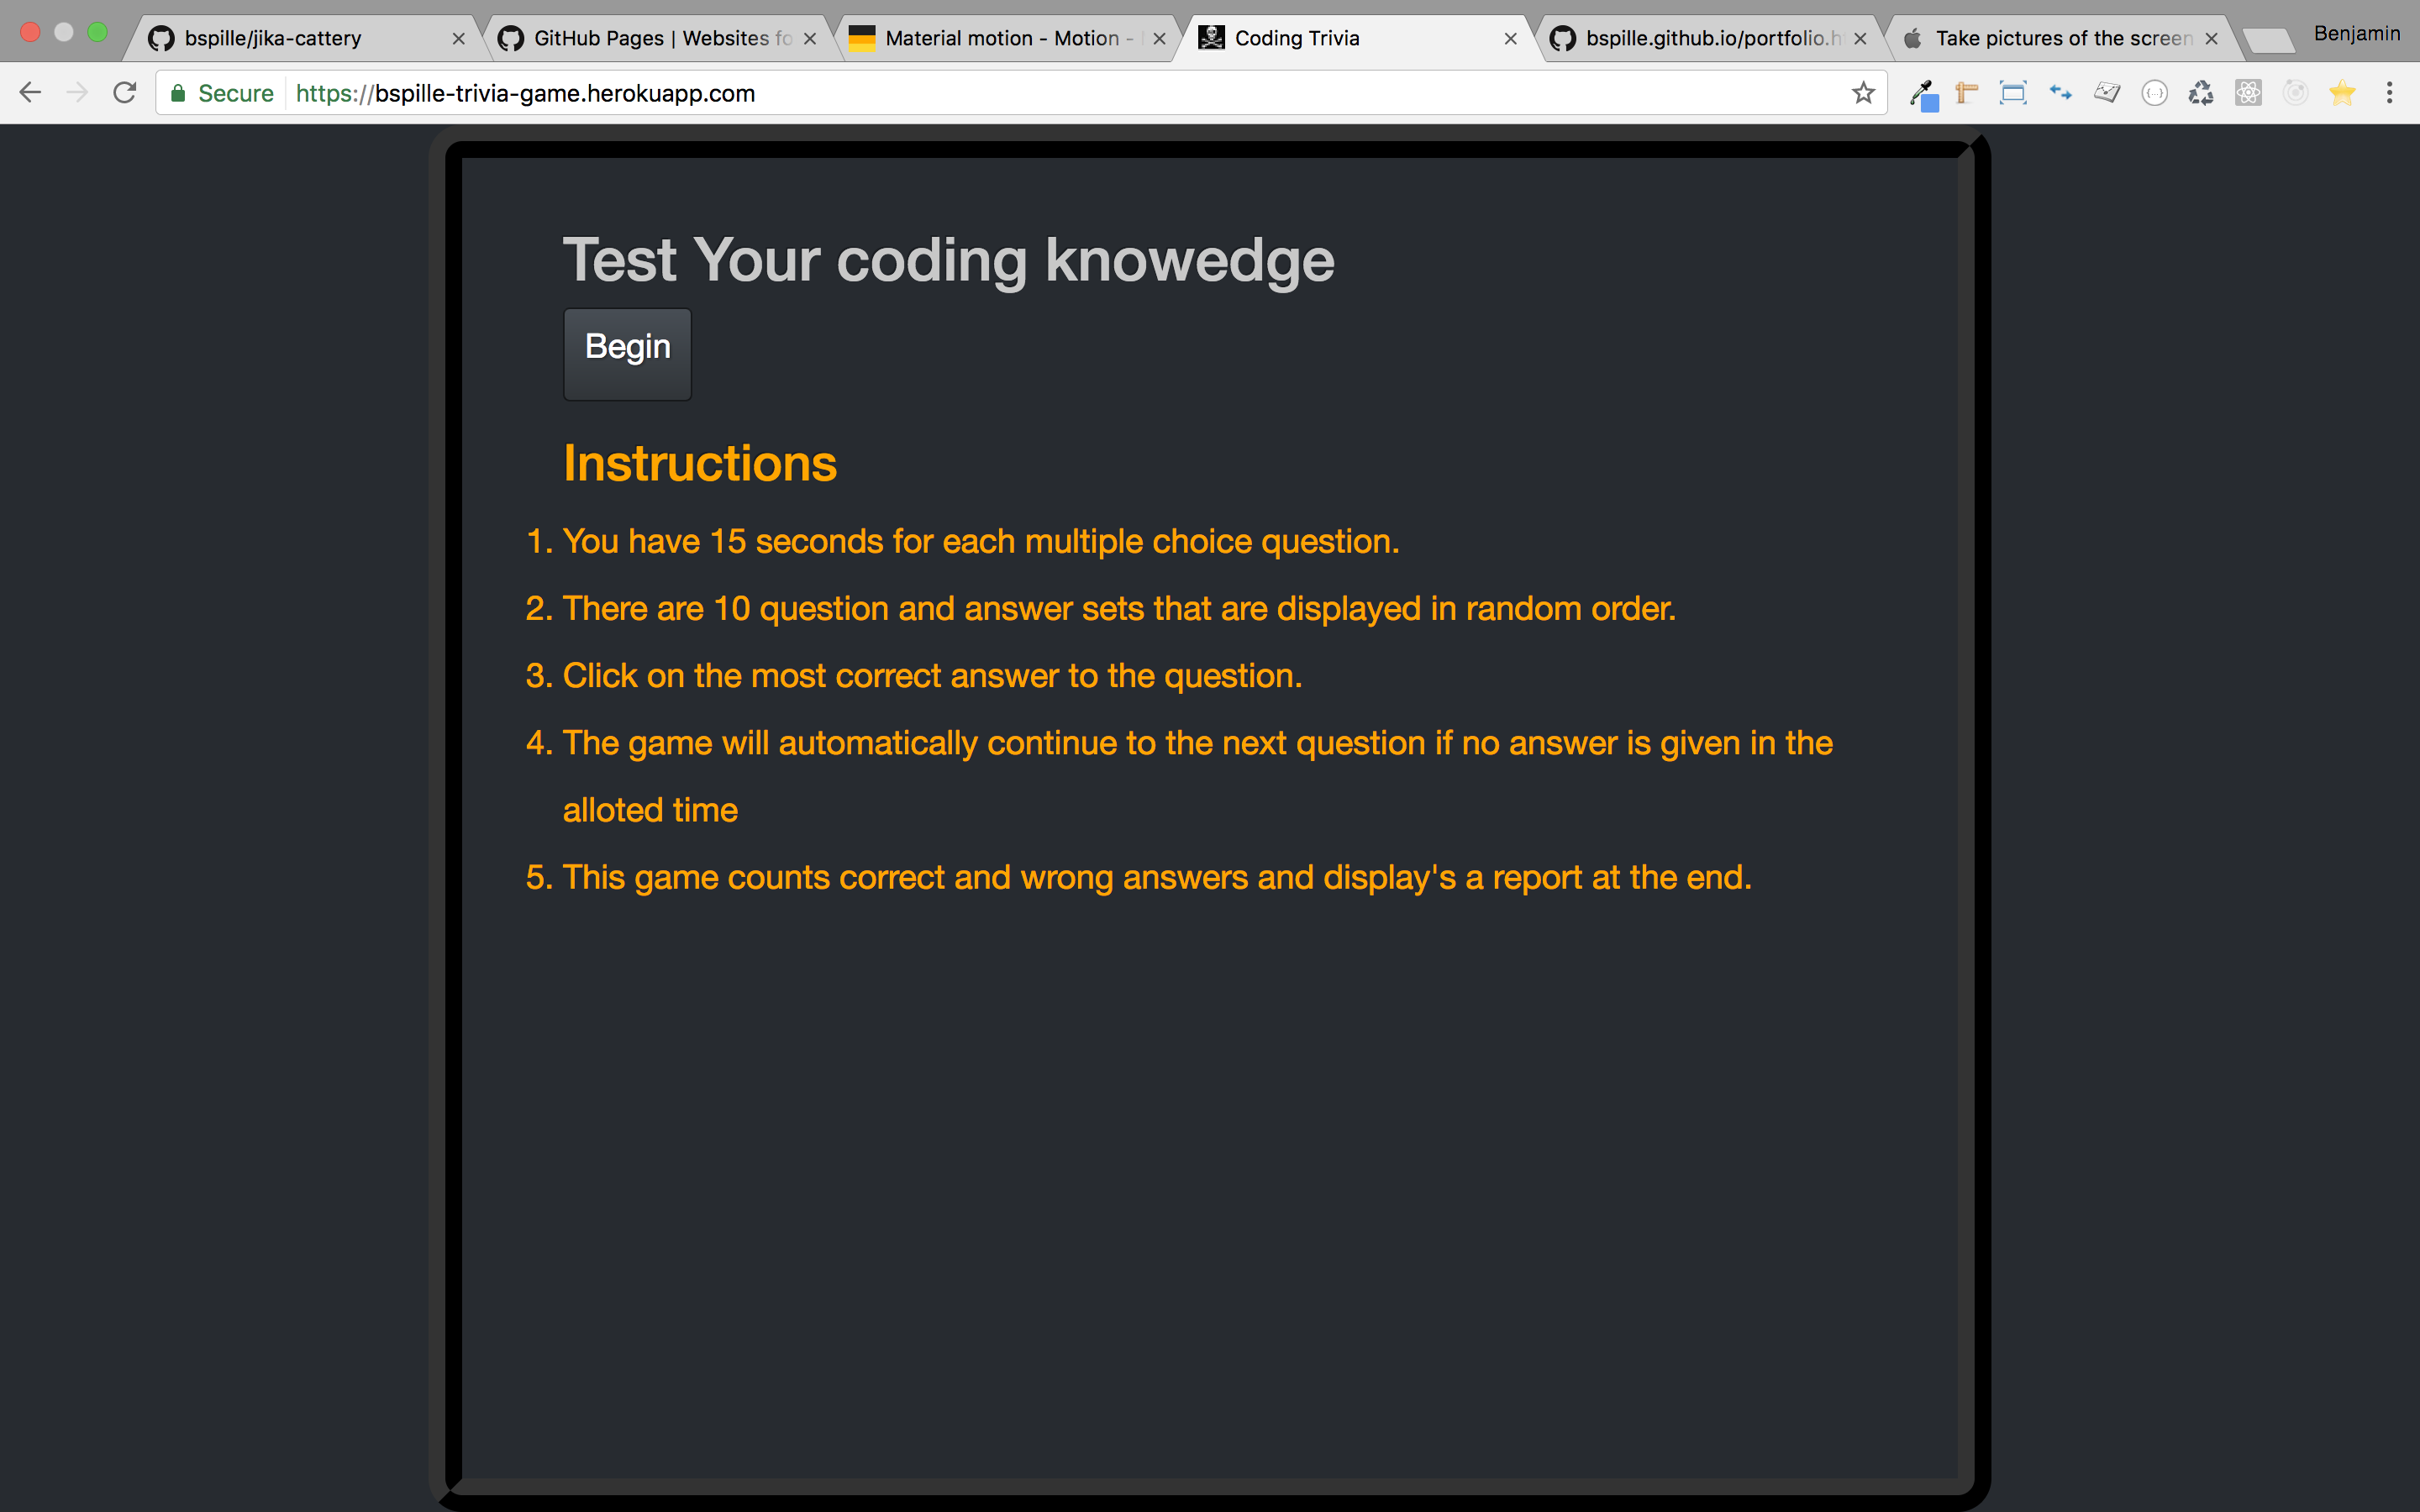 bspille/jika-cattery
GitHub Pages | Websites fo
Material motion - Motion -
Coding Trivia
bspille.github.io/portfolio.h
Take pictures of the screen
Benjamin
Secure https://bspille-trivia-game.herokuapp.com
Test Your coding knowedge
Begin
Instructions
1. You have 15 seconds for each multiple choice question.
2. There are 10 question and answer sets that are displayed in random order.
3. Click on the most correct answer to the question.
4. The game will automatically continue to the next question if no answer is given in the
alloted time
5. This game counts correct and wrong answers and display's a report at the end.